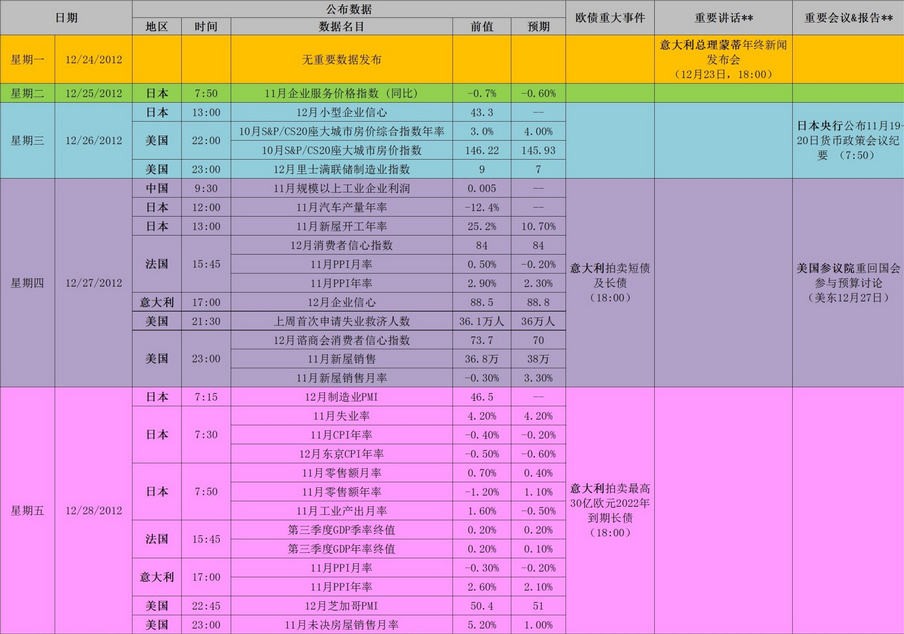 日期 公布数据 欧债重大事件 重要讲话** 重要会议&报告**
地区 时间 数据名目 前值 预期
星期一 12/24/2012 无重要数据发布 意大利总理蒙蒂年终新闻
发布会
(12月23日, 18:00)
星期二 12/25/2012 日本 7:50 11月企业服务价格指数 (同比) -0.7% -0.60%
星期三 12/26/2012 日本 13:00 12月小型企业信心 43.3 --
美国 22:00 10月S&P/CS20座大城市房价综合指数年率 3.0% 4.00%
10月S&P/CS20座大城市房价指数 146.22 145.93
美国 23:00 12月里士满联储制造业指数 9 7
日本央行公布11月19-
20日货币政策会议纪
要 (7:50)
星期四 12/27/2012 中国 9:30 11月规模以上工业企业利润 0.005 --
日本 12:00 11月汽车产量年率 -12.4% --
日本 13:00 11月新屋开工年率 25.2% 10.70%
法国 15:45 12月消费者信心指数 84 84
11月PPI月率 0.50% -0.20%
11月PPI年率 2.90% 2.30%
意大利 17:00 12月企业信心 88.5 88.8
美国 21:30 上周首次申请失业救济人数 36.1万人 36万人
美国 23:00 12月谘商会消费者信心指数 73.7 70
11月新屋销售 36.8万 38万
11月新屋销售月率 -0.30% 3.30%
意大利拍卖短债
及长债
(18:00)
美国参议院重回国会
参与预算讨论
(美东12月27日)
星期五 12/28/2012 日本 7:15 12月制造业PMI 46.5 --
日本 7:30 11月失业率 4.20% 4.20%
11月CPI年率 -0.40% -0.20%
12月东京CPI年率 -0.50% -0.60%
日本 7:50 11月零售额月率 0.70% 0.40%
11月零售额年率 -1.20% 1.10%
11月工业产出月率 1.60% -0.50%
法国 15:45 第三季度GDP季率终值 0.20% 0.20%
第三季度GDP年率终值 0.20% 0.10%
意大利 17:00 11月PPI月率 -0.30% -0.20%
11月PPI年率 2.60% 2.10%
美国 22:45 12月芝加哥PMI 50.4 51
美国 23:00 11月未决房屋销售月率 5.20% 1.00%
意大利拍卖最高
30亿欧元2022年
到期长债
(18:00)